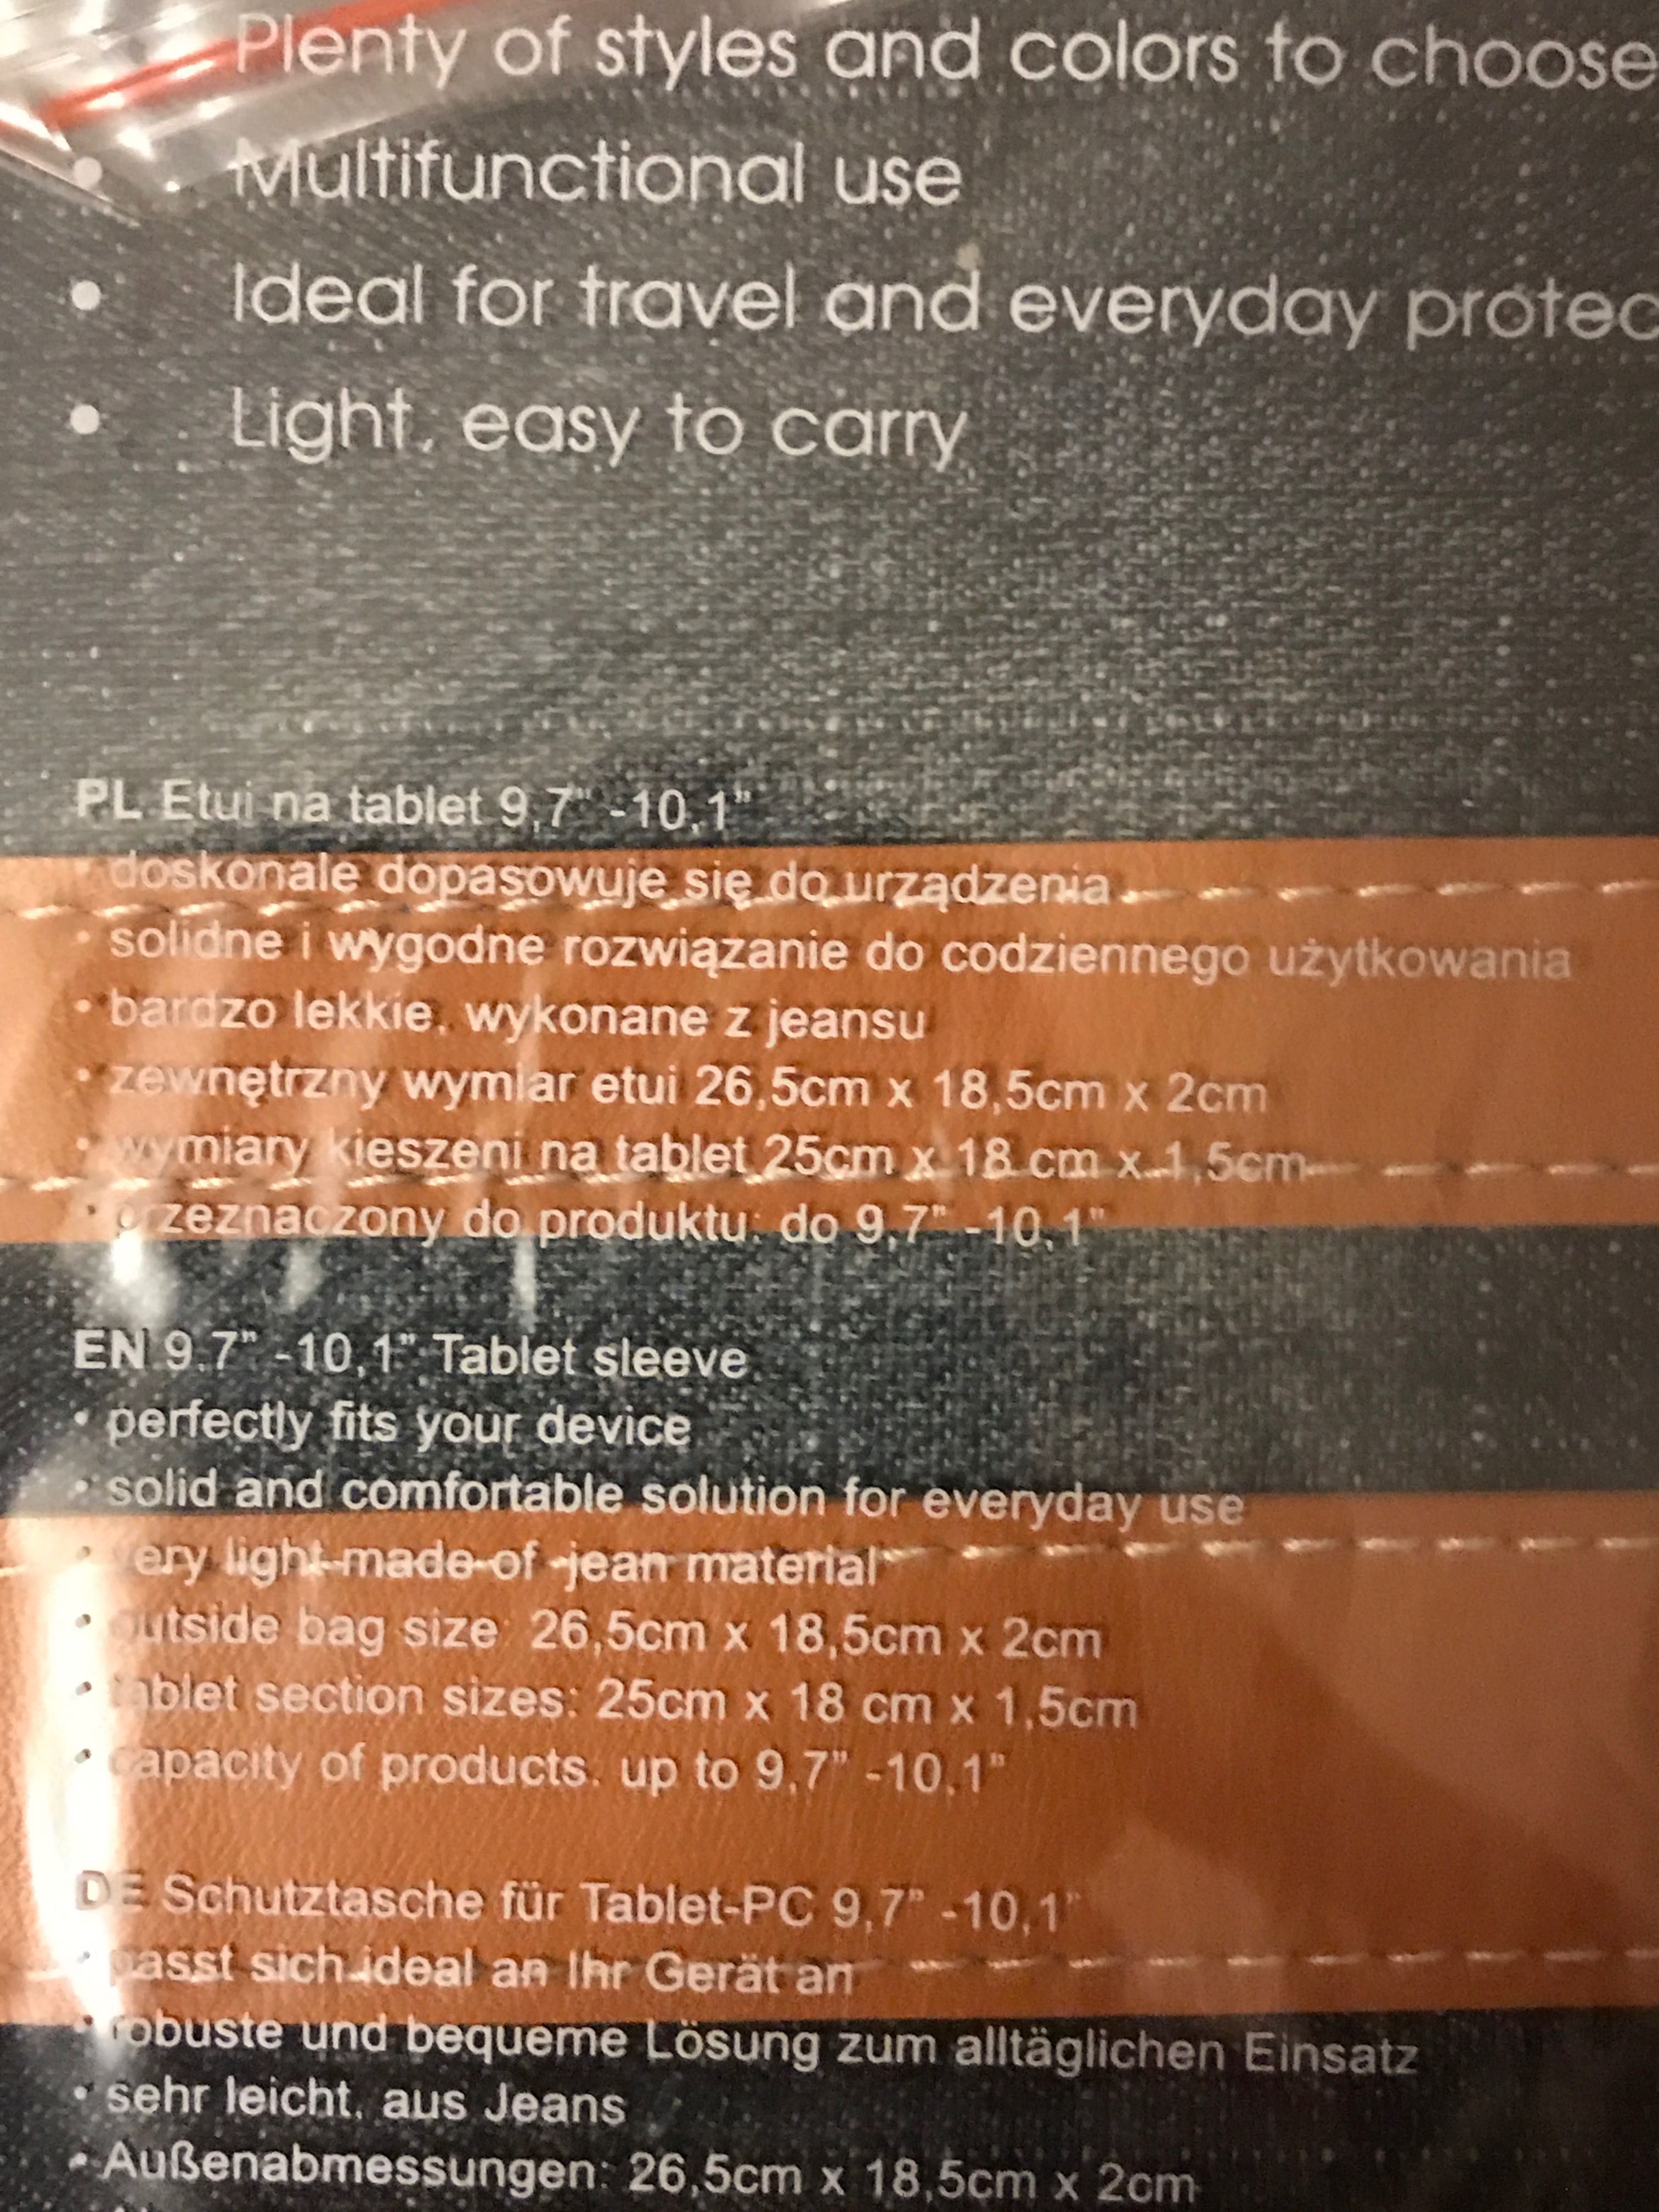 Plenty of styles and colors to choose
• Multifunctional use
• Ideal for travel and everyday protec
• Light, easy to carry
PL Etui na tablet 9,7" -10,1"
• doskonale dopasowuje się do urządzenia
• solidne i wygodne rozwiązanie do codziennego użytkowania
• bardzo lekkie, wykonane z jeansu
• zewnętrzny wymiar etui 26,5cm x 18,5cm x 2cm
• wymiary kieszeni na tablet 25cm x 18 cm x 1,5cm
• przeznaczony do produktu: do 9,7" -10,1"
EN 9,7" -10,1" Tablet sleeve
• perfectly fits your device
• solid and comfortable solution for everyday use
• very light-made-of -jean material
• outside bag size: 26,5cm x 18,5cm x 2cm
• tablet section sizes: 25cm x 18 cm x 1,5cm
• capacity of products: up to 9,7" -10,1"
DE Schutztasche für Tablet-PC 9,7" -10,1"
• passt sich ideal an Ihr Gerät an
• robuste und bequeme Lösung zum alltäglichen Einsatz
• sehr leicht, aus Jeans
• Außenabmessungen: 26,5cm x 18,5cm x 2cm